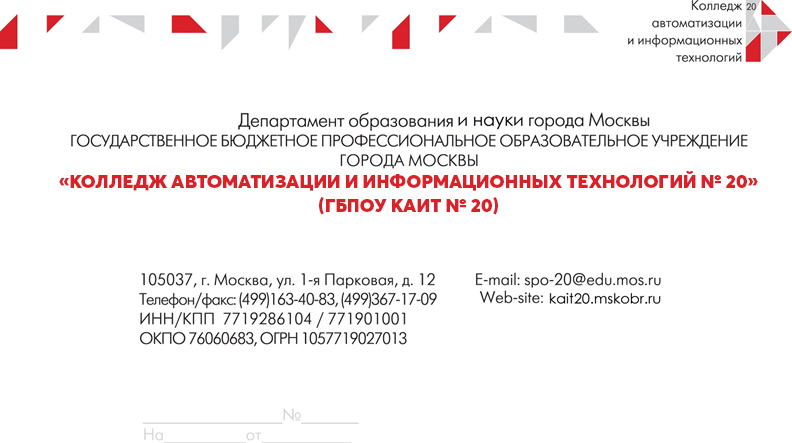 Колледж 20
автоматизации
и информационных
технологий
Департамент образования и науки города Москвы
ГОСУДАРСТВЕННОЕ БЮДЖЕТНОЕ ПРОФЕССИОНАЛЬНОЕ ОБРАЗОВАТЕЛЬНОЕ УЧРЕЖДЕНИЕ
ГОРОДА МОСКВЫ
«КОЛЛЕДЖ АВТОМАТИЗАЦИИ И ИНФОРМАЦИОННЫХ ТЕХНОЛОГИЙ № 20»
(ГБПОУ КАИТ № 20)
105037, г. Москва, ул. 1-я Парковая, д. 12
Телефон/факс: (499)163-40-83, (499)367-17-09
ИНН/КПП 7719286104 / 771901001
ОКПО 76060683, ОГРН 1057719027013
E-mail: spo-20@edu.mos.ru
Web-site: kait20.mskobr.ru
_________________№_______
На__________от___________